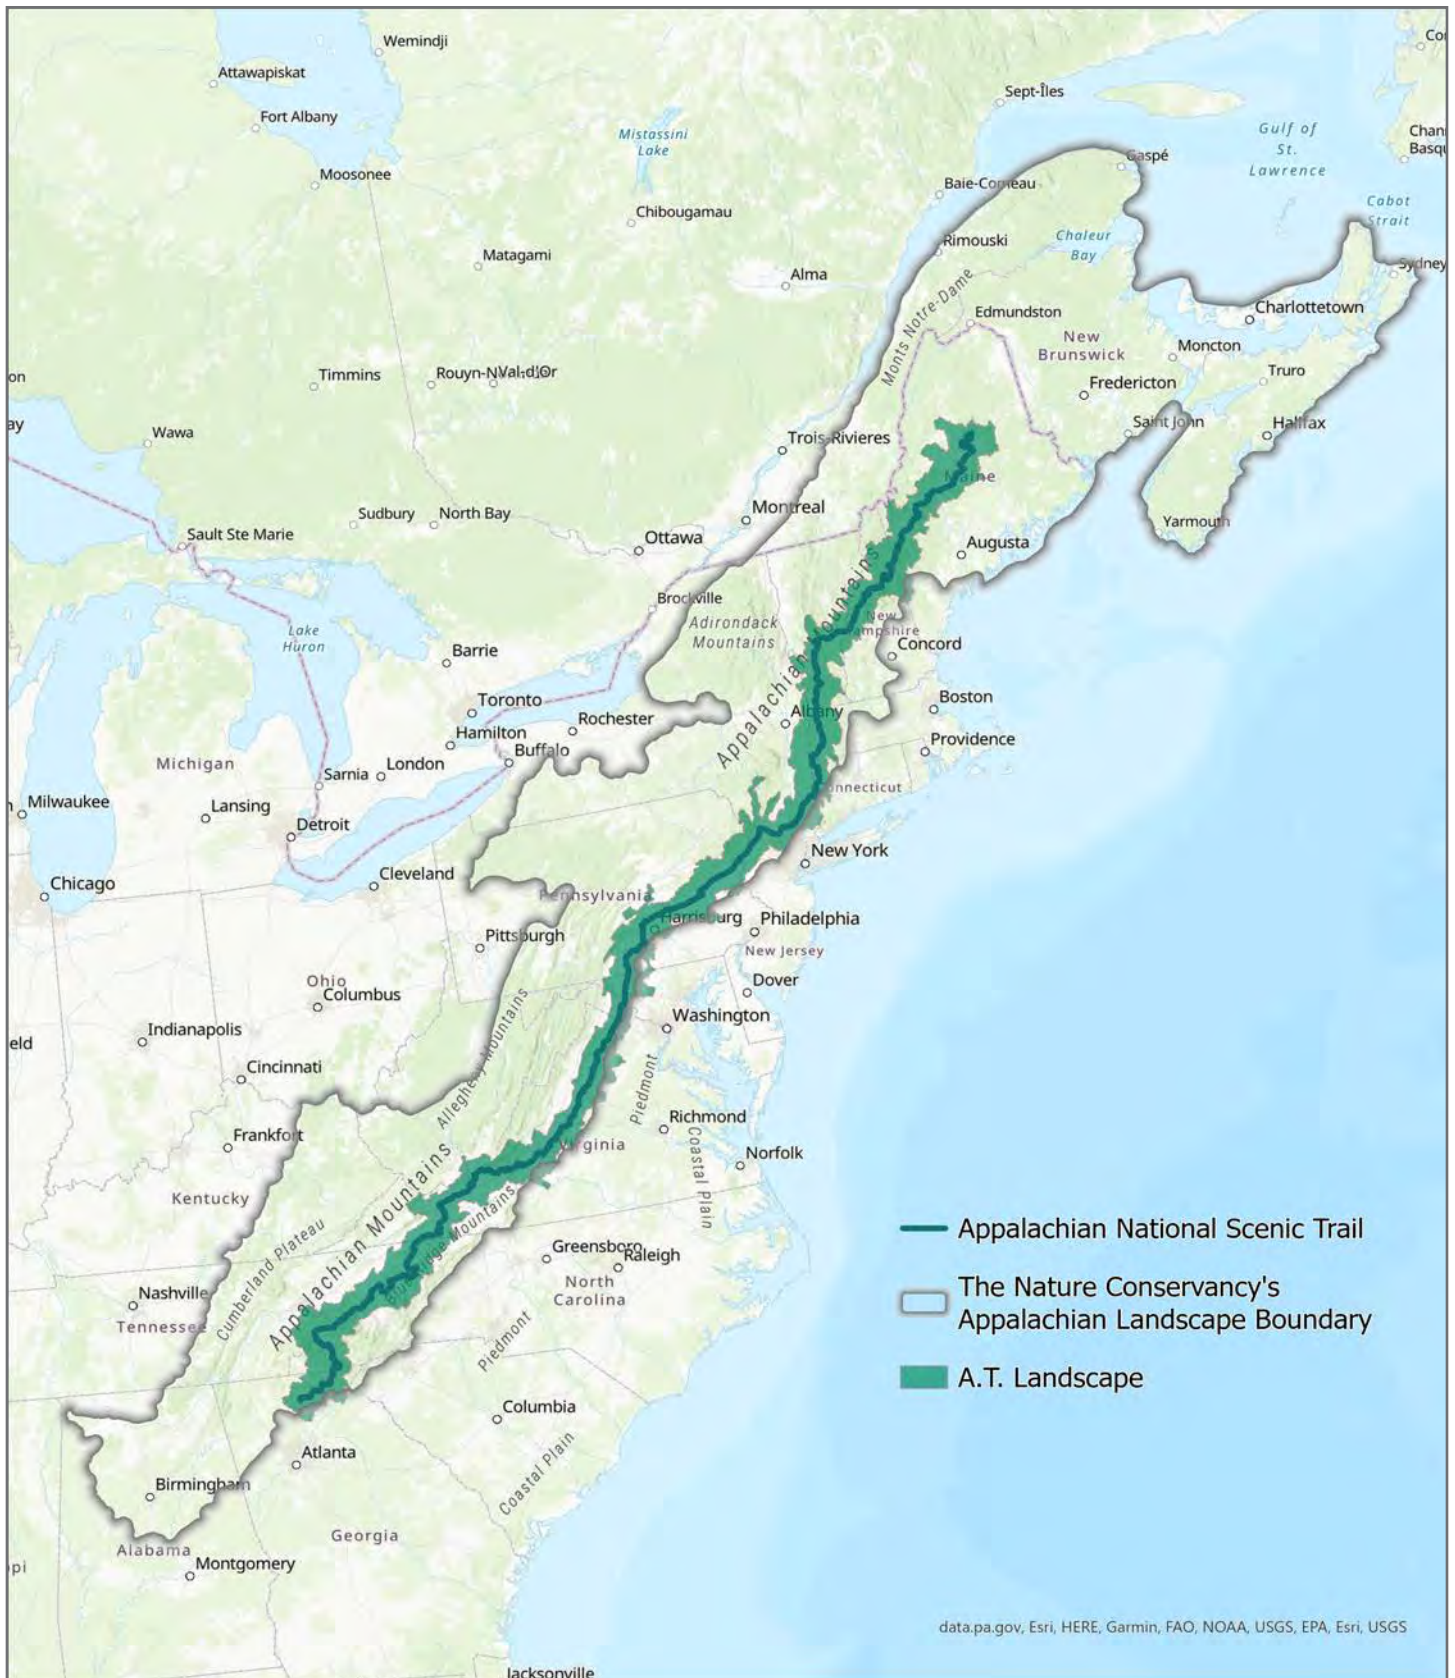 Wemindji
Attawapiskat
Fort Albany
Moosonee
Mistassini
Lake
Chibougamau
Matagami
Alma
Sept-Îles
Baie-Comeau
Gaspé
Gulf of
St.
Lawrence
Cabot
Strait
Sydney
Rimouski
Chaleur
Bay
Monts Notre-Dame
Edmundston
New
Brunswick
Charlottetown
Moncton
Truro
Fredericton
Saint John
Halifax
Yarmouth
Timmins
Val-d'Or
Wawa
Trois-Rivieres
Maine
Sudbury
North Bay
Montreal
Sault Ste Marie
Ottawa
Augusta
Brockville
Adirondack
Mountains
Appalachian Mountains
New
Hampshire
Concord
Lake
Huron
Barrie
Toronto
Hamilton
Rochester
Buffalo
Albany
Boston
Providence
Michigan
Sarnia
London
Connecticut
Milwaukee
Lansing
Detroit
New York
Chicago
Cleveland
Pennsylvania
Harrisburg
Philadelphia
Pittsburgh
New Jersey
Ohio
Columbus
Dover
Indianapolis
Washington
Allegheny Mountains
Cincinnati
Piedmont
Frankfort
Richmond
Virginia
Coastal Plain
Norfolk
Kentucky
Appalachian Mountains
Ridge Mountains
Cumberland Plateau
Greensboro
Raleigh
North
Carolina
Nashville
Tennessee
Piedmont
Columbia
Atlanta
Coastal Plain
Birmingham
Georgia
Alabama
Montgomery
Jacksonville
Appalachian National Scenic Trail
The Nature Conservancy's
Appalachian Landscape Boundary
A.T. Landscape
data.pa.gov, Esri, HERE, Garmin, FAO, NOAA, USGS, EPA, Esri, USGS